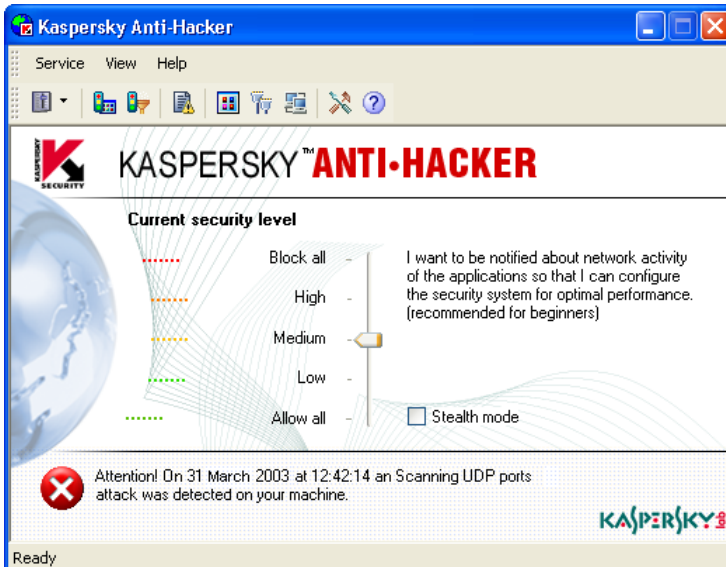 Kaspersky Anti-Hacker
Service View Help
KASPERSKY SECURITY
KASPERSKY™ ANTI•HACKER
Current security level
Block all
High
Medium
Low
Allow all
I want to be notified about network activity
of the applications so that I can configure
the security system for optimal performance.
(recommended for beginners)
Stealth mode
Attention! On 31 March 2003 at 12:42:14 an Scanning UDP ports
attack was detected on your machine.
KASPERSKY
Ready